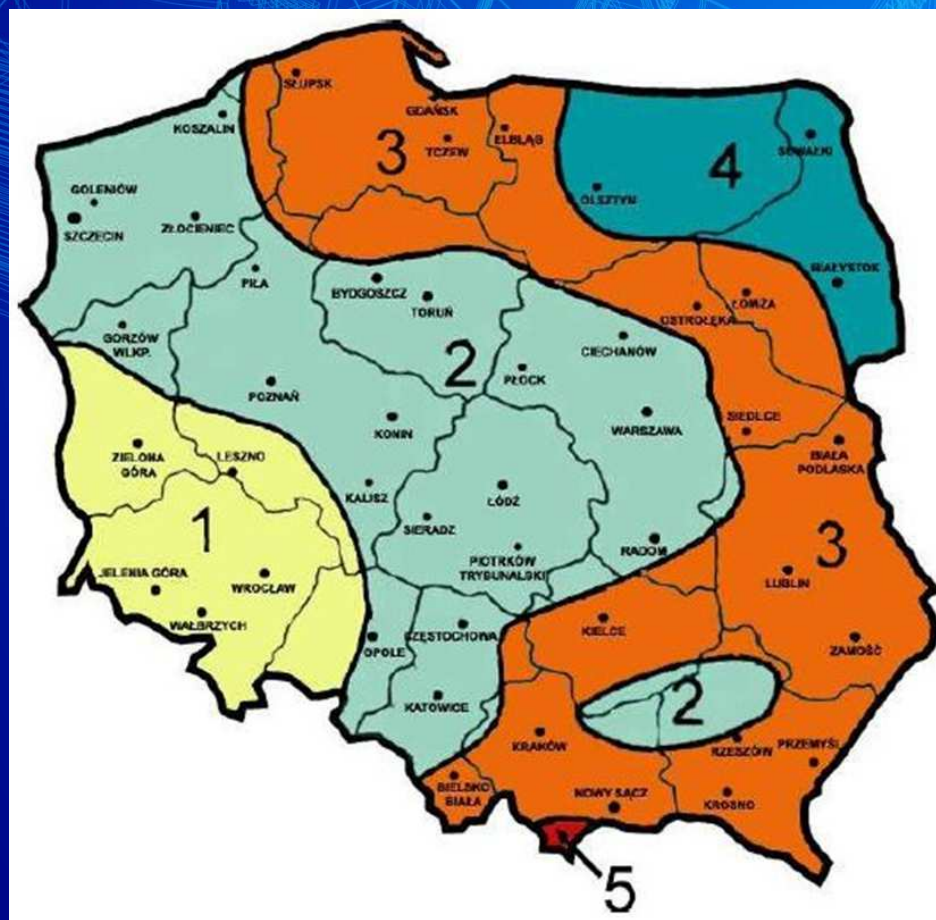 SŁUPSK
GDAŃSK
KOSZALIN
3
TCZEW
ELBLĄG
4
SUWAŁKI
GOLENIÓW
OLSZTYN
SZCZECIN
ZŁOCIENIEC
BIAŁYSTOK
PIŁA
BYDGOSZCZ
TORUŃ
OSTROŁĘKA
ŁOMŻA
GORZÓW
WLKP.
2
CIECHANÓW
POZNAŃ
PŁOCK
KONIN
WARSZAWA
SIEDLCE
ZIELONA
GÓRA
LESZNO
BIAŁA
PODLASKA
KALISZ
ŁÓDŹ
1
SIERADZ
RADOM
3
PIOTRKÓW
TRYBUNALSKI
JELENIA GÓRA
WROCŁAW
LUBLIN
WAŁBRZYCH
CZĘSTOCHOWA
KIELCE
OPOLE
ZAMOŚĆ
KATOWICE
2
KRAKÓW
RZESZÓW
PRZEMYŚL
BIELSKO
BIAŁA
NOWY SĄCZ
KROSNO
5